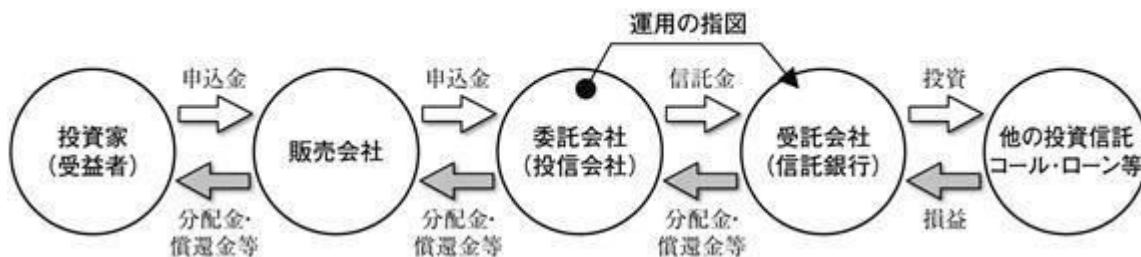 運用の指図
申込金
申込金
信託金
投資
投資家
(受益者)
販売会社
委託会社
(投信会社)
受託会社
(信託銀行)
他の投資信託
コール・ローン等
分配金・
償還金等
分配金・
償還金等
分配金・
償還金等
損益